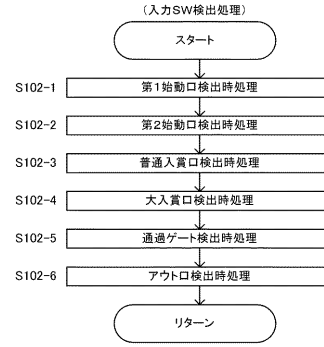 （入力SW検出処理）
スタート
S102-1 第1始動口検出時処理
S102-2 第2始動口検出時処理
S102-3 普通入賞口検出時処理
S102-4 大入賞口検出時処理
S102-5 通過ゲート検出時処理
S102-6 アウト口検出時処理
リターン